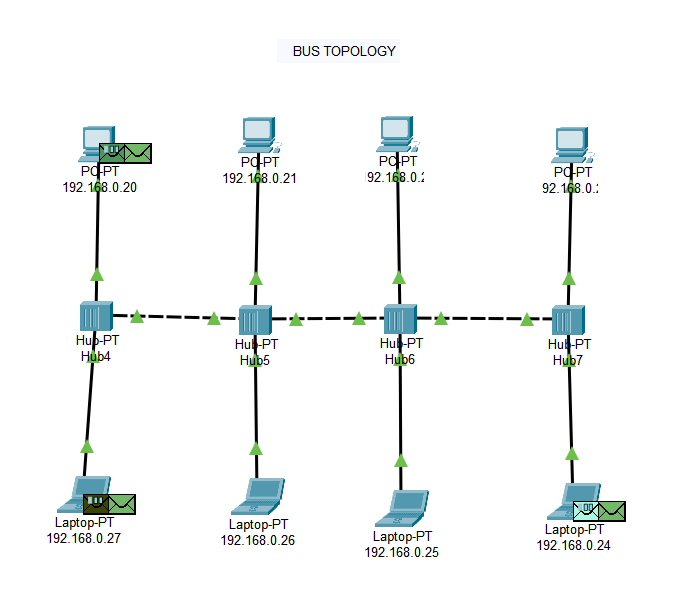 BUS TOPOLOGY
PC-PT
192.168.0.20
PC-PT
192.168.0.21
PC-PT
92.168.0.2
PC-PT
92.168.0.2
Hub-PT
Hub4
Hub-PT
Hub5
Hub-PT
Hub6
Hub-PT
Hub7
Laptop-PT
192.168.0.27
Laptop-PT
192.168.0.26
Laptop-PT
192.168.0.25
Laptop-PT
192.168.0.24